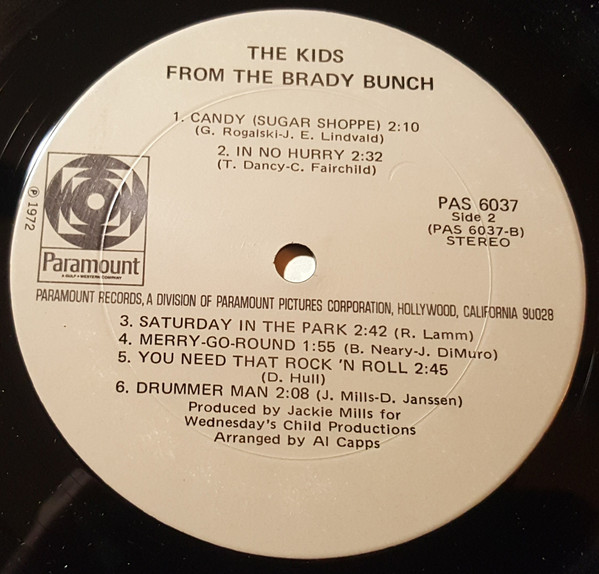 THE KIDS
FROM THE BRADY BUNCH
1. CANDY (SUGAR SHOPPE) 2:10
(G. Rogalski-J. E. Lindvald)
2. IN NO HURRY 2:32
(T. Dancy-C. Fairchild)
℗ 1972
Paramount
A GULF + WESTERN COMPANY
PAS 6037
Side 2
(PAS 6037-B)
STEREO
PARAMOUNT RECORDS, A DIVISION OF PARAMOUNT PICTURES CORPORATION, HOLLYWOOD, CALIFORNIA 90028
3. SATURDAY IN THE PARK 2:42 (R. Lamm)
4. MERRY-GO-ROUND 1:55 (B. Neary-J. DiMuro)
5. YOU NEED THAT ROCK 'N ROLL 2:45
(D. Hull)
6. DRUMMER MAN 2:08 (J. Mills-D. Janssen)
Produced by Jackie Mills for
Wednesday's Child Productions
Arranged by Al Capps